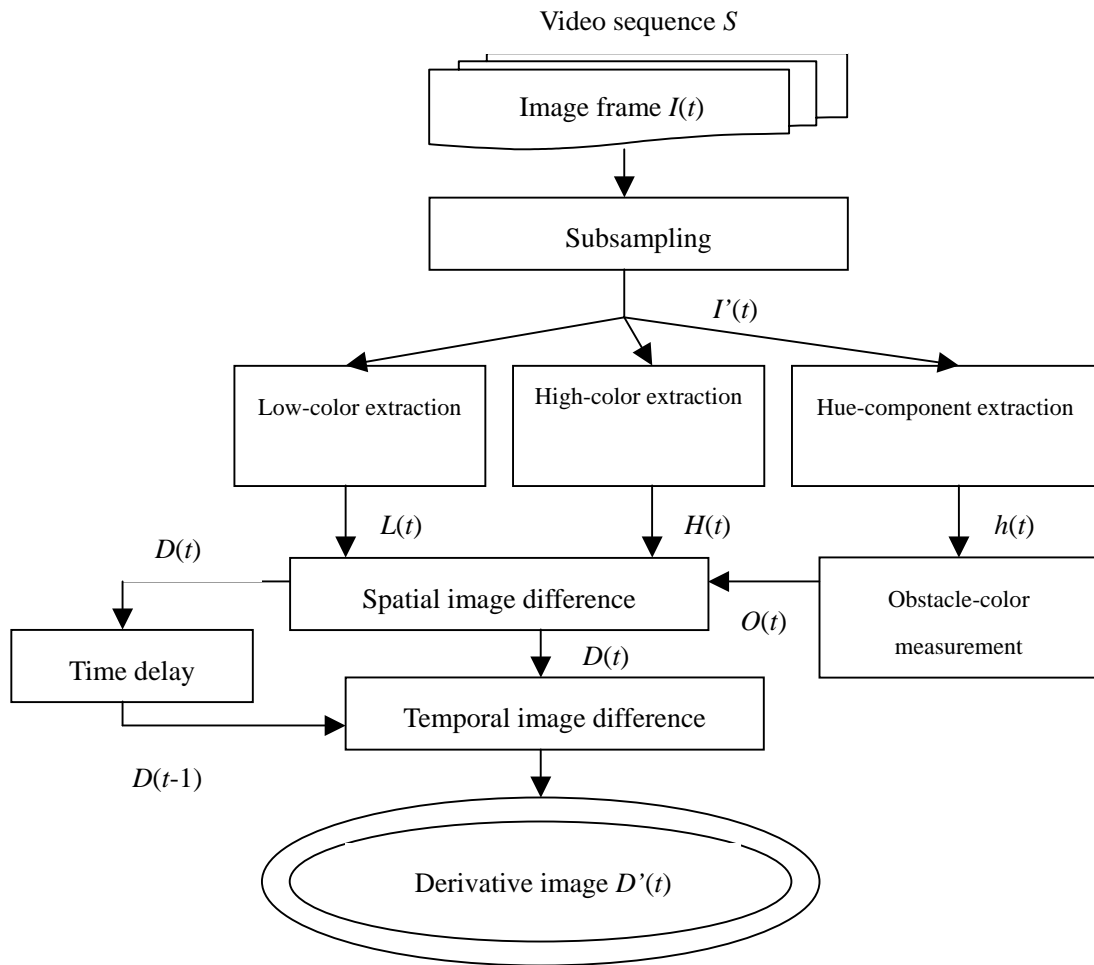 Video sequence S
Image frame I(t)
Subsampling
I’(t)
Low-color extraction
High-color extraction
Hue-component extraction
L(t)
H(t)
h(t)
D(t)
Spatial image difference
O(t)
Obstacle-color
measurement
Time delay
D(t)
Temporal image difference
D(t-1)
Derivative image D’(t)